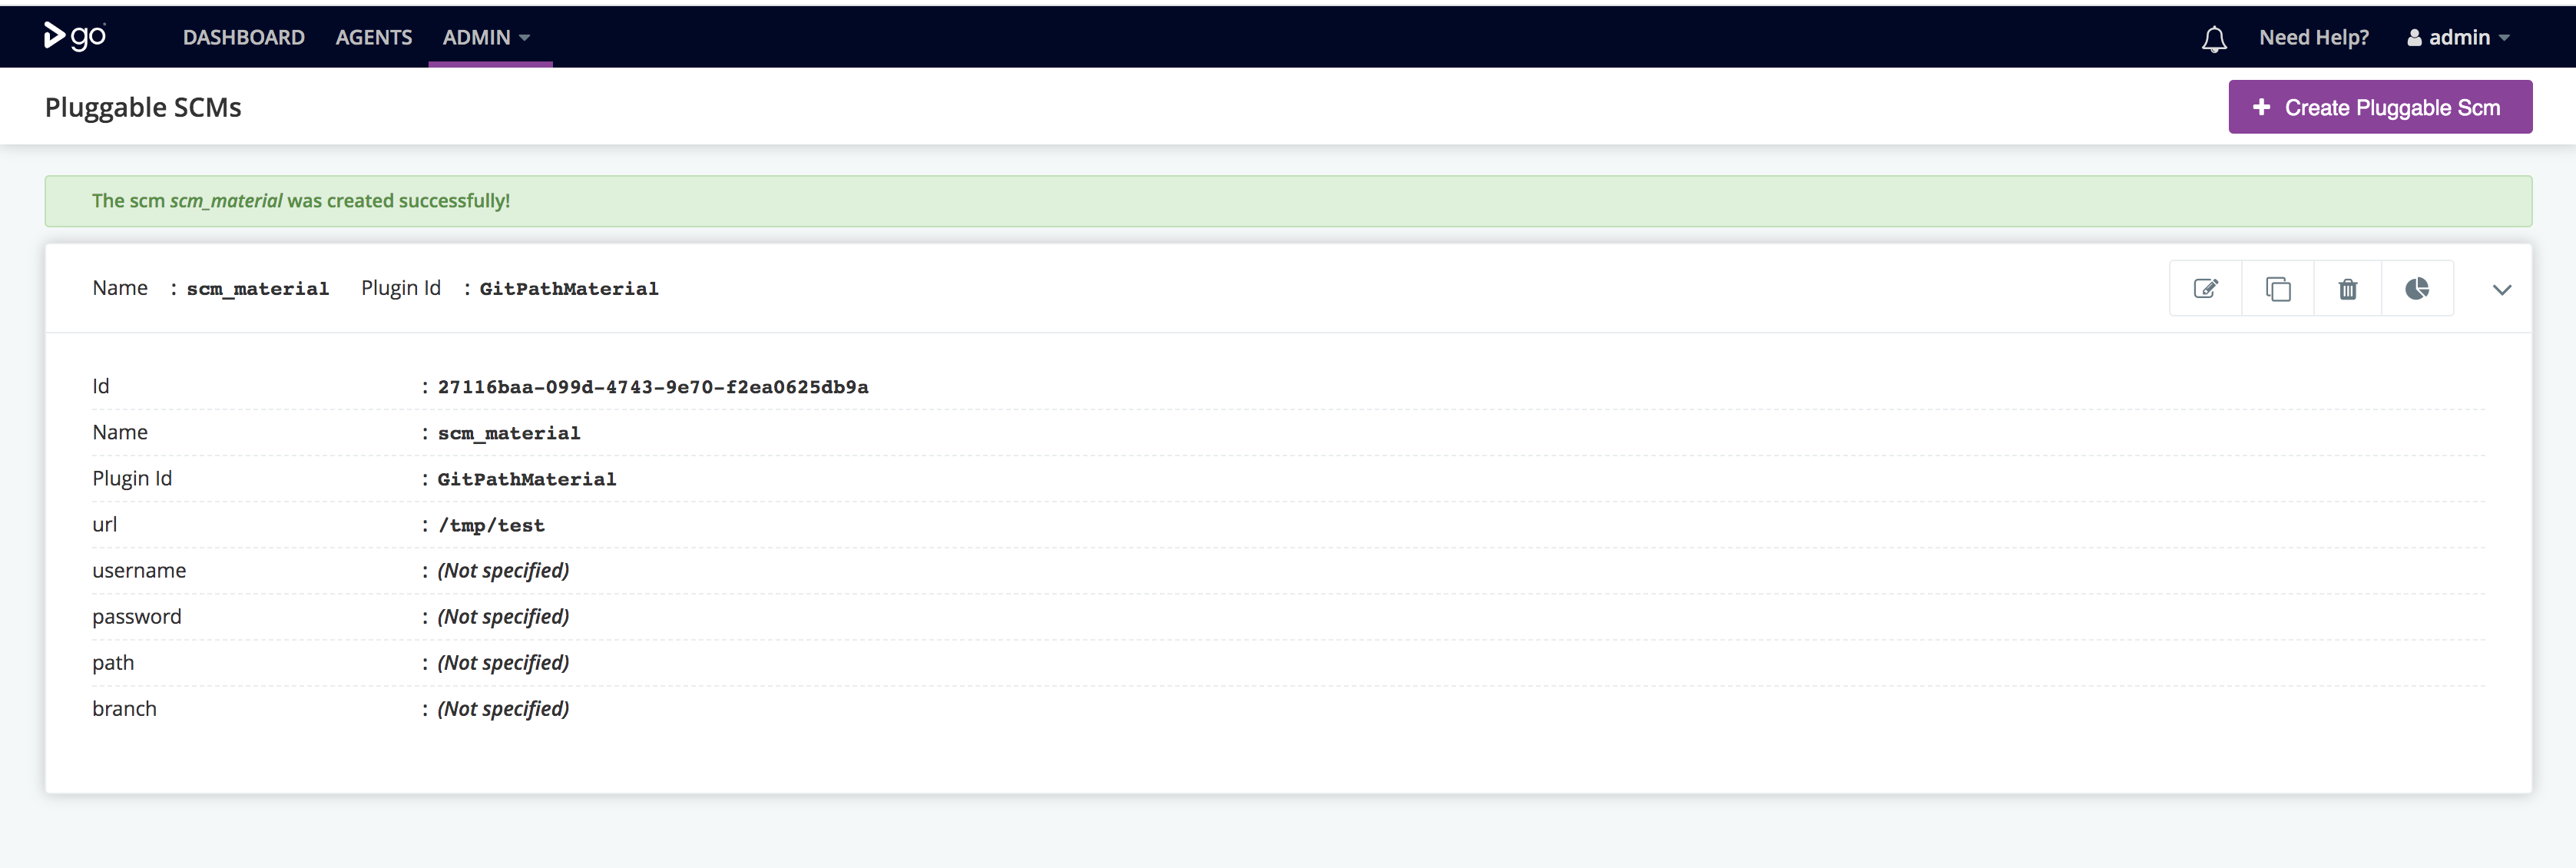 go DASHBOARD AGENTS ADMIN Need Help? admin
Pluggable SCMs + Create Pluggable Scm
The scm scm_material was created successfully!
Name : scm_material Plugin Id : GitPathMaterial
Id : 27116baa-099d-4743-9e70-f2ea0625db9a
Name : scm_material
Plugin Id : GitPathMaterial
url : /tmp/test
username : (Not specified)
password : (Not specified)
path : (Not specified)
branch : (Not specified)